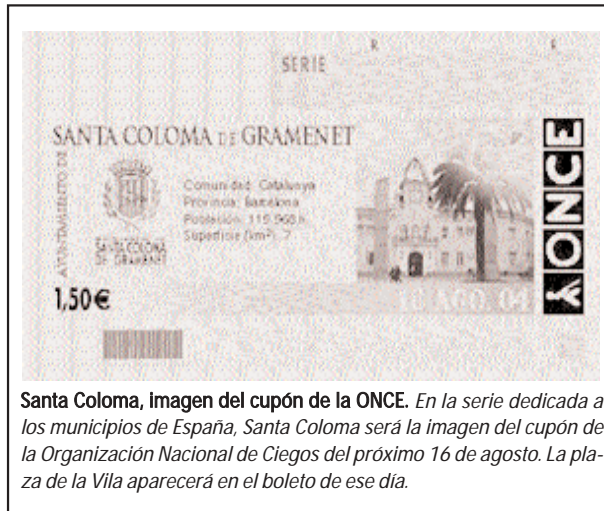 R R
SERIE
SANTA COLOMA DE GRAMENET
AYUNTAMIENTO DE
Comunidad: Catalunya
Provincia: Barcelona
Población: 115.568 h
Superficie (km²): 7
SANTA COLOMA
DE GRAMENET
1,50 €
16 AGO. 04
ONCE
Santa Coloma, imagen del cupón de la ONCE. En la serie dedicada a
los municipios de España, Santa Coloma será la imagen del cupón de
la Organización Nacional de Ciegos del próximo 16 de agosto. La pla-
za de la Vila aparecerá en el boleto de ese día.